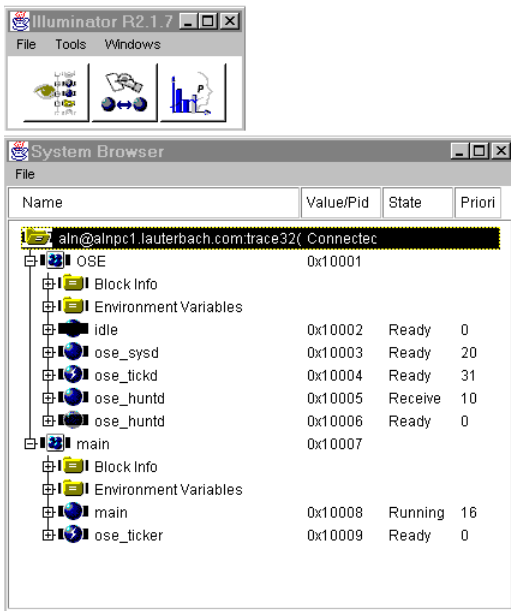 Illuminator R2.1.7
File Tools Windows
P
System Browser
File
Name Value/Pid State Priori
aln@alnpc1.lauterbach.com:trace32( Connectec
OSE 0x10001
Block Info
Environment Variables
idle 0x10002 Ready 0
ose_sysd 0x10003 Ready 20
ose_tickd 0x10004 Ready 31
ose_huntd 0x10005 Receive 10
ose_huntd 0x10006 Ready 0
main 0x10007
Block Info
Environment Variables
main 0x10008 Running 16
ose_ticker 0x10009 Ready 0